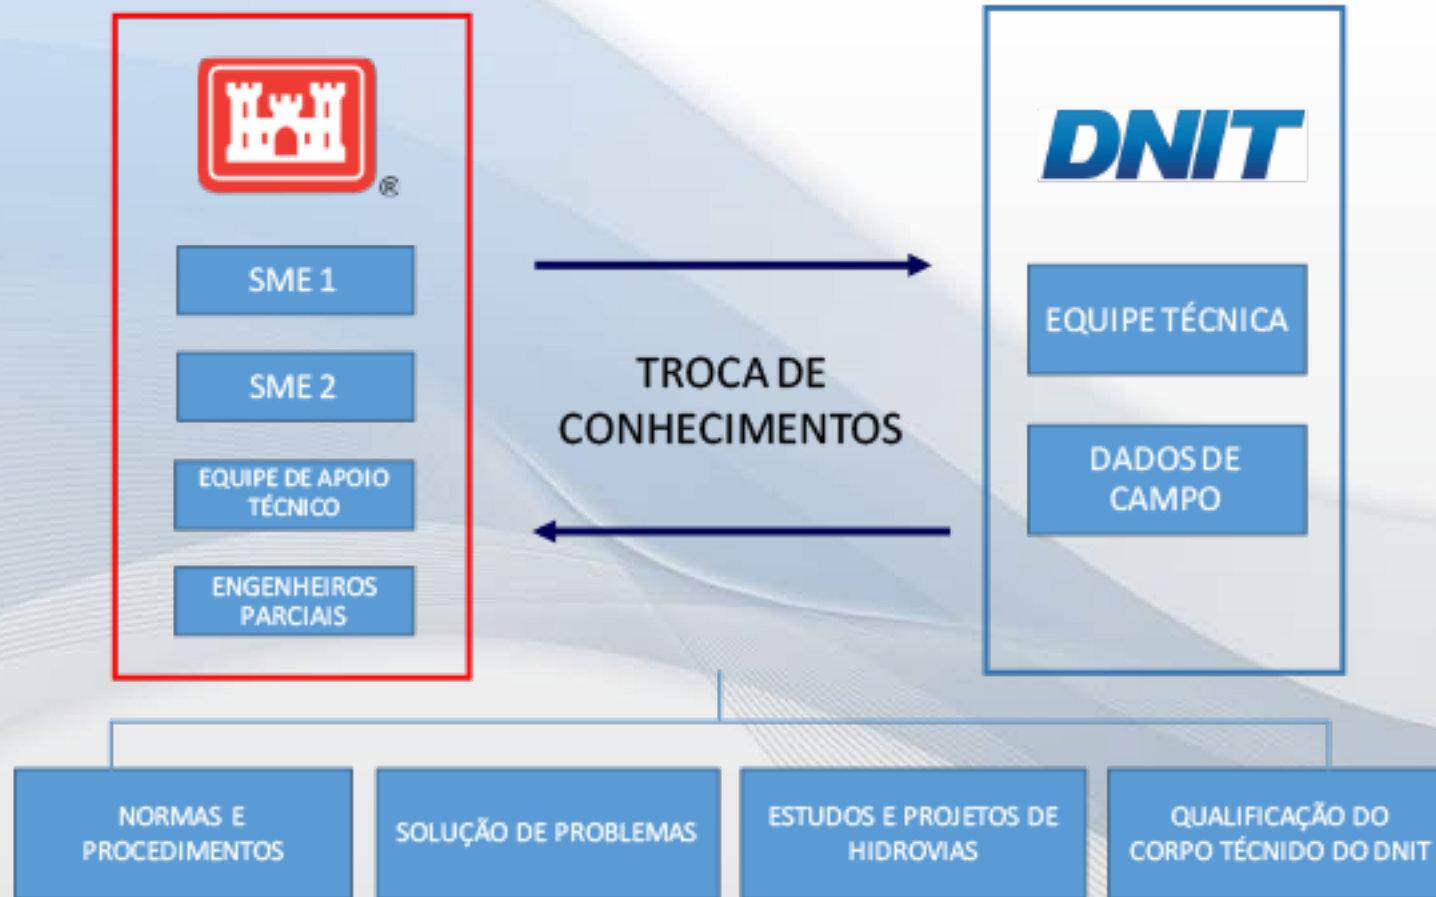 ®
SME 1
SME 2
EQUIPE DE APOIO
TÉCNICO
ENGENHEIROS
PARCIAIS
TROCA DE
CONHECIMENTOS
DNIT
EQUIPE TÉCNICA
DADOS DE
CAMPO
NORMAS E
PROCEDIMENTOS
SOLUÇÃO DE PROBLEMAS
ESTUDOS E PROJETOS DE
HIDROVIAS
QUALIFICAÇÃO DO
CORPO TÉCNIDO DO DNIT